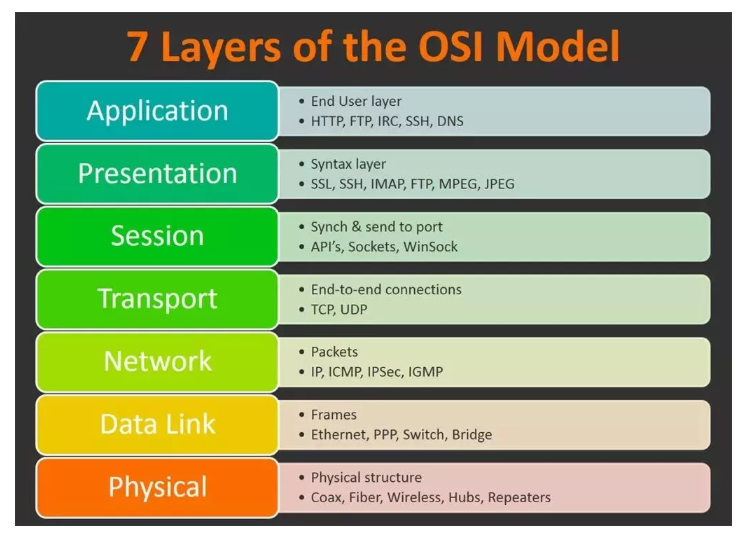 7 Layers of the OSI Model
Application
• End User layer
• HTTP, FTP, IRC, SSH, DNS
Presentation
• Syntax layer
• SSL, SSH, IMAP, FTP, MPEG, JPEG
Session
• Synch & send to port
• API's, Sockets, WinSock
Transport
• End-to-end connections
• TCP, UDP
Network
• Packets
• IP, ICMP, IPSec, IGMP
Data Link
• Frames
• Ethernet, PPP, Switch, Bridge
Physical
• Physical structure
• Coax, Fiber, Wireless, Hubs, Repeaters